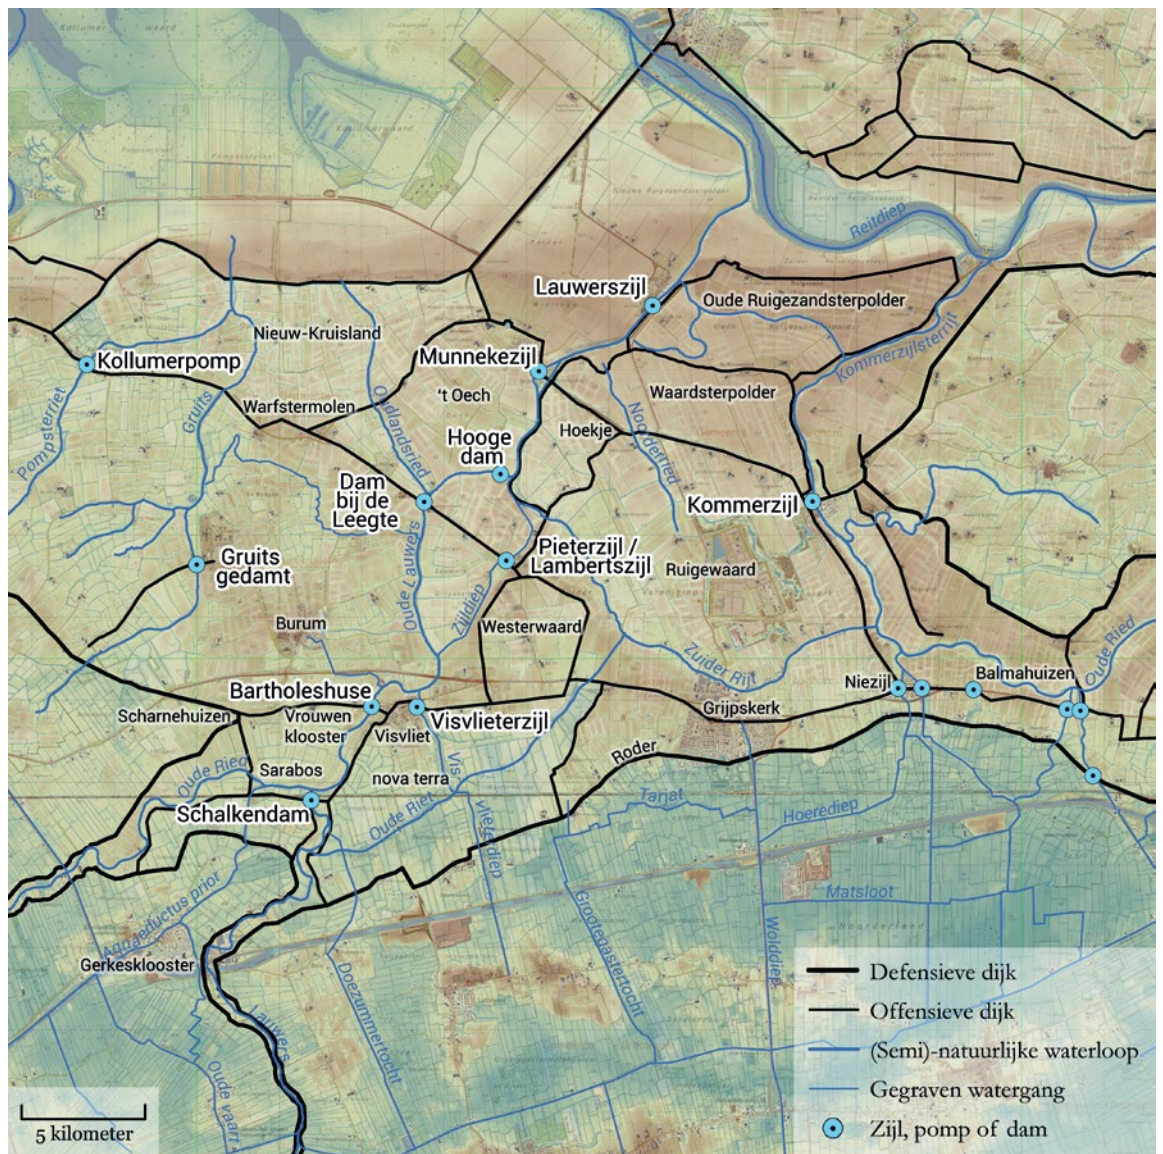 Reitdiep
Lauwerszijl
Oude Ruigezandsterpolder
Nieuw-Kruisland
Kommerzijlsterrijt
Kollumerpomp
Munnekezijl
't Oech
Waardsterpolder
Pompsterriet
Gruits
Warfstermolen
Oudlandsried
Noorderried
Hoekje
Hooge
dam
Dam
bij de
Leegte
Kommerzijl
Gruits
gedamt
Pieterzijl /
Lambertszijl
Ruigewaard
Oude Lauwers
Zijldiep
Burum
Westerwaard
Zuider Rijt
Oude Ried
Bartholeshuse
Niezijl
Balmahuizen
Scharnehuizen
Vrouwen
klooster
Visvliet
Visvlieterzijl
Grijpskerk
Roder
Oude Ried
Sarabos
nova terra
Vis
vlieterdiep
Schalkendam
Oude Riet
Tarjat
Hoerediep
Matsloot
Aquaeductus prior
Grootegastertocht
Wolddiep
Gerkesklooster
Doezummertocht
Lauwers
Oude vaart
Defensieve dijk
Offensieve dijk
(Semi)-natuurlijke waterloop
Gegraven watergang
Zijl, pomp of dam
5 kilometer